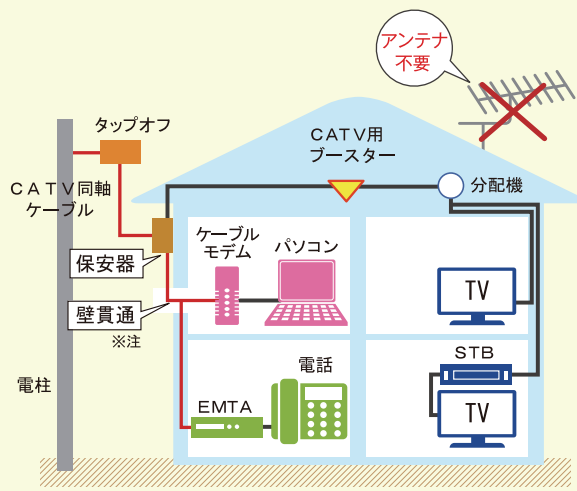 アンテナ
不要
タップオフ
CATV用
ブースター
分配機
CATV同軸
ケーブル
保安器
ケーブル
モデム
パソコン
TV
壁貫通
※注
電話
STB
電柱
EMTA
TV